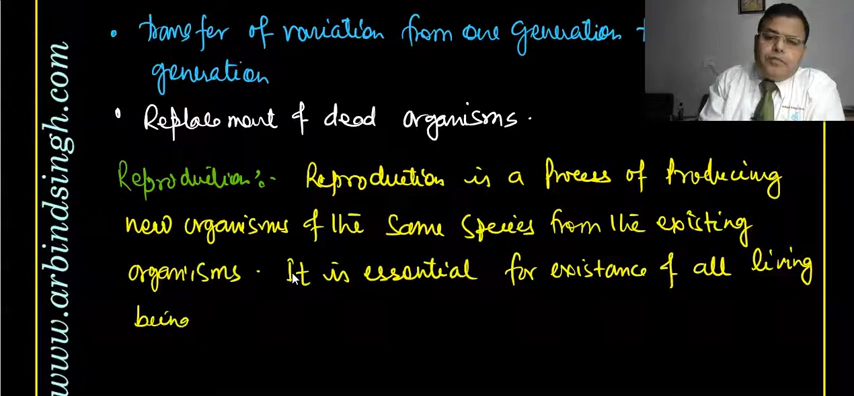 • transfer of variation from one generation t
generation
• Replacement of dead organisms.
Reproduction:- Reproduction is a Process of Producing
new organisms of the Same Species from the existing
organisms. It is essential for existance of all living
being
www.arbindsingh.com